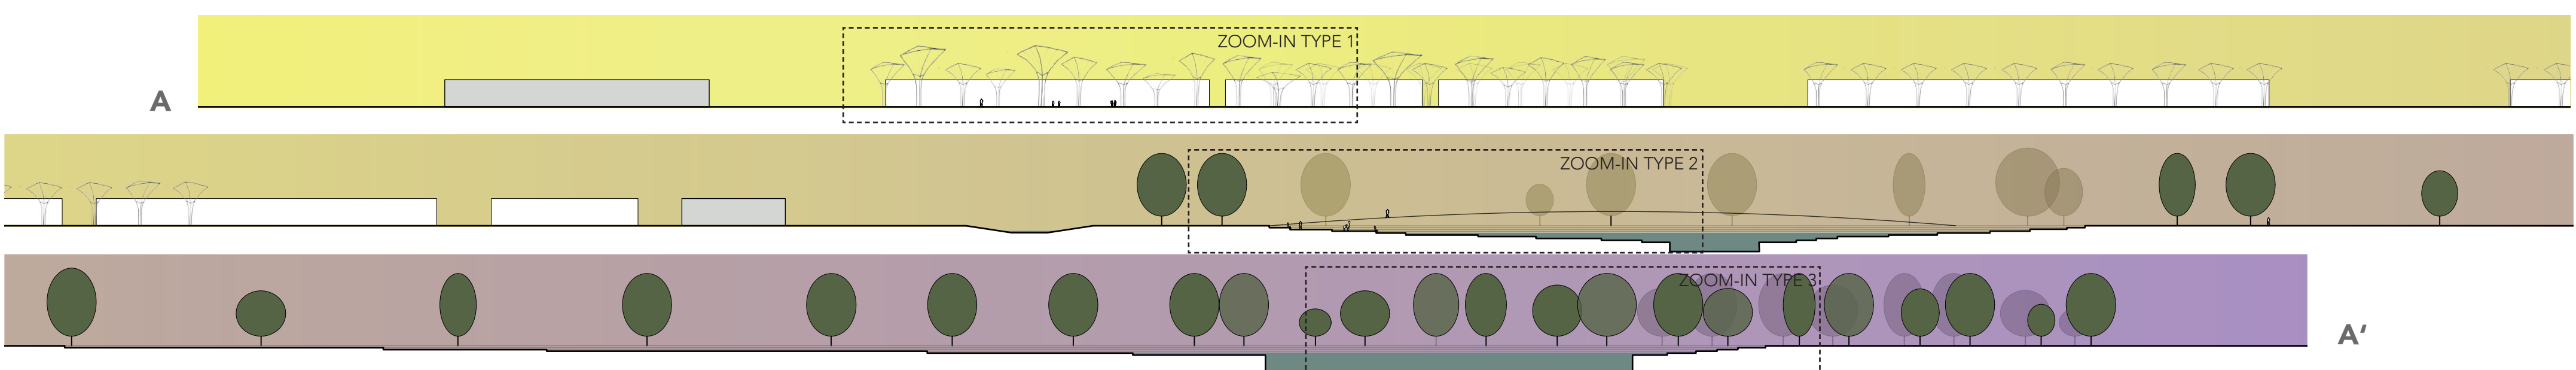 ZOOM-IN TYPE 1
A
ZOOM-IN TYPE 2
ZOOM-IN TYPE 3
A'